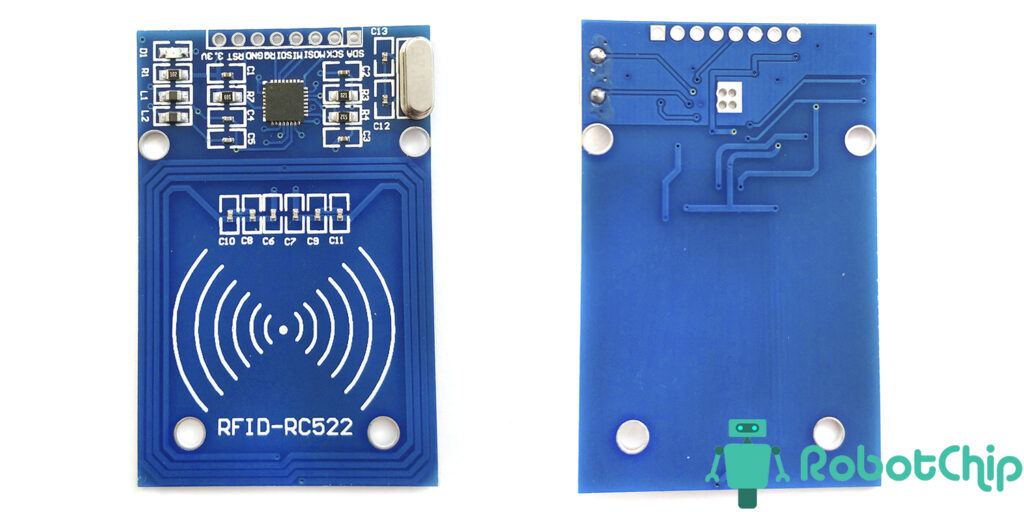 C13
D1
3.3V RST GND IRQ MISO MOSI SCK SDA
R1
C1
C2
L1
R2
R3
L2
C4
R4
C12
C5
C3
C10 C8 C6 C7 C9 C11
RFID-RC522
RobotChip